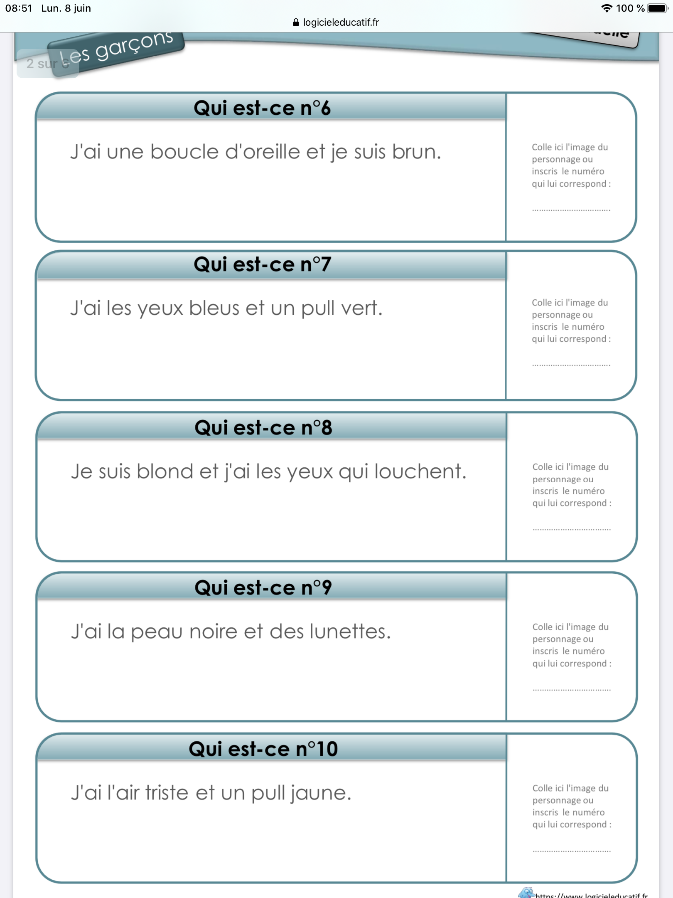 08:51 Lun. 8 juin
100 %
logicieleducatif.fr
Les garçons
2 sur
Qui est-ce n°6
J'ai une boucle d'oreille et je suis brun.
Colle ici l'image du
personnage ou
inscris le numéro
qui lui correspond :
Qui est-ce n°7
J'ai les yeux bleus et un pull vert.
Colle ici l'image du
personnage ou
inscris le numéro
qui lui correspond :
Qui est-ce n°8
Je suis blond et j'ai les yeux qui louchent.
Colle ici l'image du
personnage ou
inscris le numéro
qui lui correspond :
Qui est-ce n°9
J'ai la peau noire et des lunettes.
Colle ici l'image du
personnage ou
inscris le numéro
qui lui correspond :
Qui est-ce n°10
J'ai l'air triste et un pull jaune.
Colle ici l'image du
personnage ou
inscris le numéro
qui lui correspond :
https://www.logicieleducatif.fr